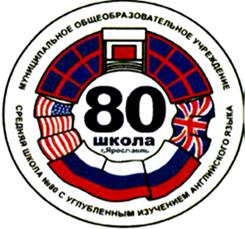 МУНИЦИПАЛЬНОЕ ОБЩЕОБРАЗОВАТЕЛЬНОЕ УЧРЕЖДЕНИЕ
80
ШКОЛА
г.Ярославль
СРЕДНЯЯ ШКОЛА №80 С УГЛУБЛЕННЫМ ИЗУЧЕНИЕМ АНГЛИЙСКОГО ЯЗЫКА